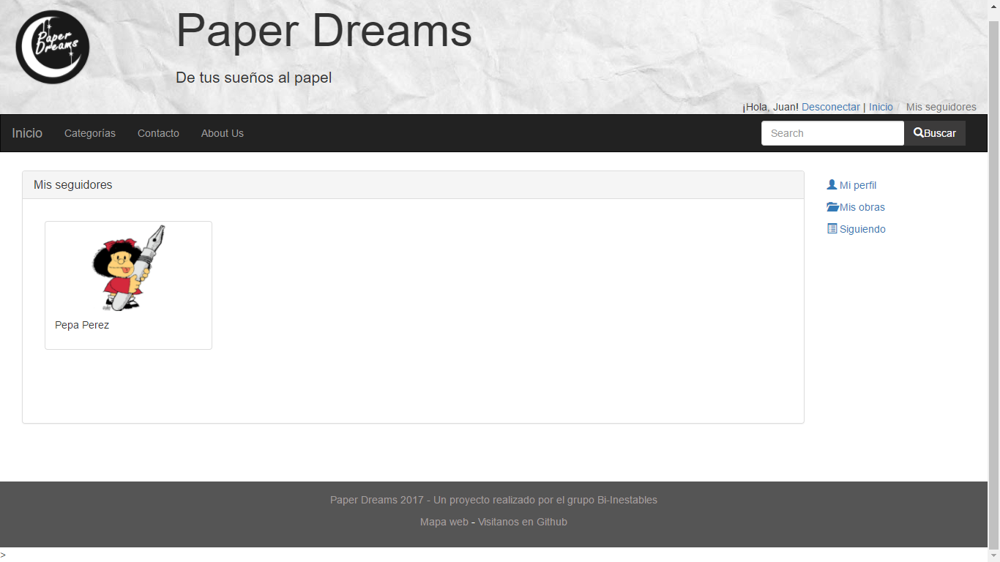 Paper
Dreams
Paper Dreams
De tus sueños al papel
¡Hola, Juan! Desconectar | Inicio / Mis seguidores
Inicio Categorías Contacto About Us Search Buscar
Mis seguidores
Mi perfil
Mis obras
Siguiendo
Pepa Perez
Paper Dreams 2017 - Un proyecto realizado por el grupo Bi-Inestables
Mapa web - Visitanos en Github
>